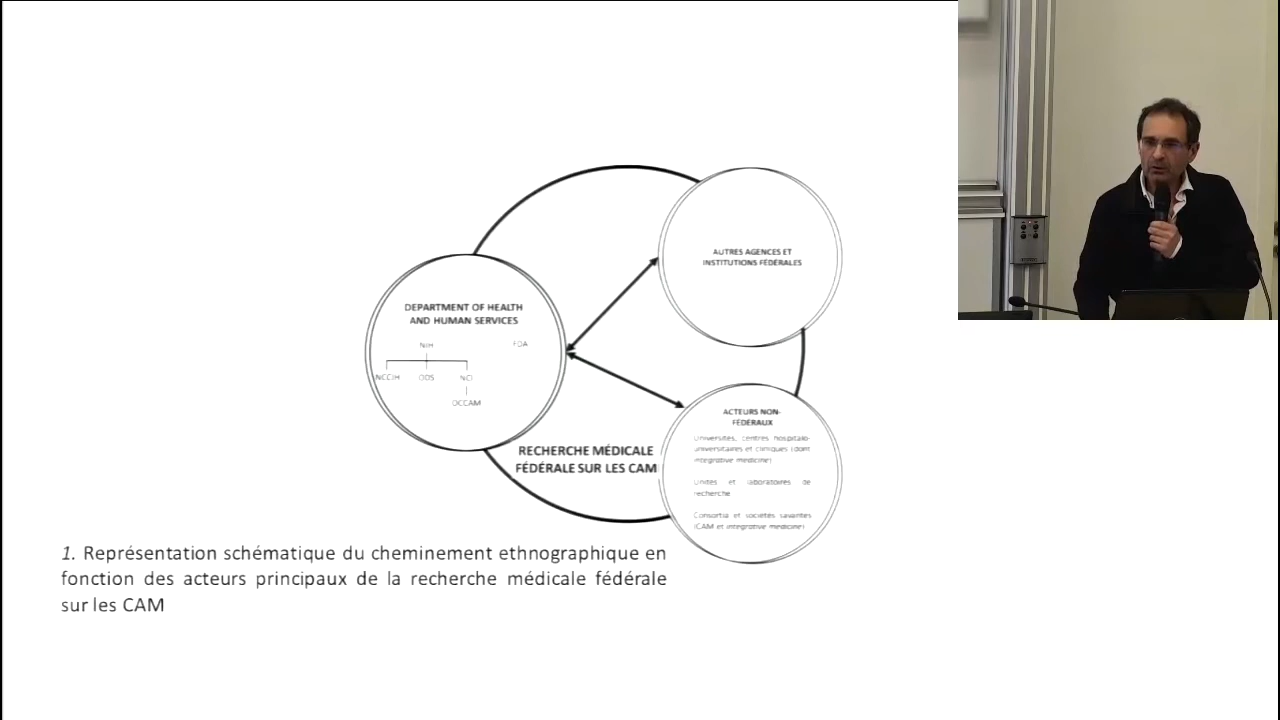 AUTRES AGENCES ET
INSTITUTIONS FÉDÉRALES
DEPARTMENT OF HEALTH
AND HUMAN SERVICES
NIH
FDA
NCCIH
ODS
NCI
OCCAM
ACTEURS NON-
FÉDÉRAUX
Universités, centres hospitalo-
universitaires et cliniques (dont
integrative medicine)
Unités et laboratoires de
recherche
Consortia et sociétés savantes
(CAM et integrative medicine)
RECHERCHE MÉDICALE
FÉDÉRALE SUR LES CAM
1. Représentation schématique du cheminement ethnographique en
fonction des acteurs principaux de la recherche médicale fédérale
sur les CAM